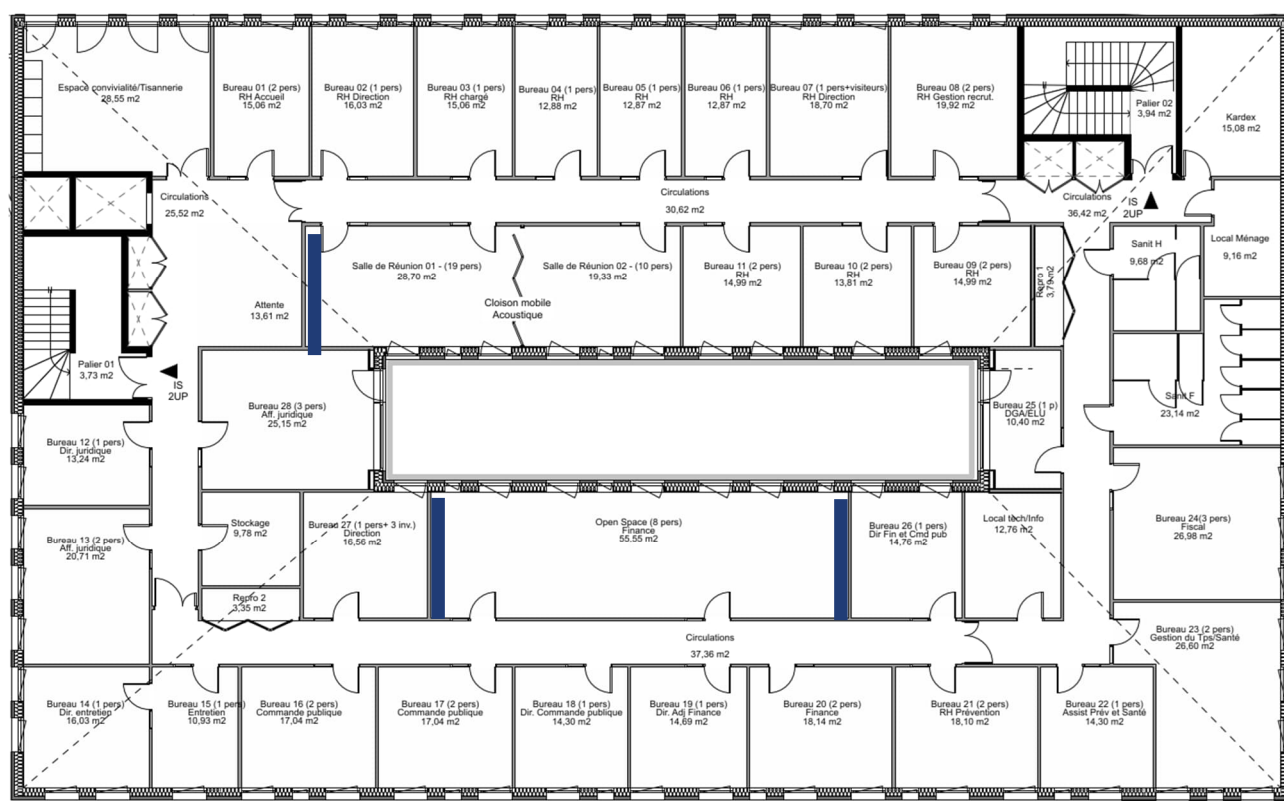 Espace convivialité/Tisannerie
28,55 m2
Bureau 01 (2 pers)
RH Accueil
15,06 m2
Bureau 02 (1 pers)
RH Direction
16,03 m2
Bureau 03 (1 pers)
RH chargé
15,06 m2
Bureau 04 (1 pers)
RH
12,88 m2
Bureau 05 (1 pers)
RH
12,87 m2
Bureau 06 (1 pers)
RH
12,87 m2
Bureau 07 (1 pers+visiteurs)
RH Direction
18,70 m2
Bureau 08 (2 pers)
RH Gestion recrut.
19,92 m2
Palier 02
3,94 m2
Kardex
15,08 m2
Circulations
25,52 m2
Circulations
30,62 m2
Circulations
36,42 m2
IS
2UP
Salle de Réunion 01 - (19 pers)
28,70 m2
Cloison mobile
Acoustique
Salle de Réunion 02 - (10 pers)
19,33 m2
Bureau 11 (2 pers)
RH
14,99 m2
Bureau 10 (2 pers)
RH
13,81 m2
Bureau 09 (2 pers)
RH
14,99 m2
Repro 1
3,79 m2
Sanit H
9,68 m2
Local Ménage
9,16 m2
Attente
13,61 m2
Palier 01
3,73 m2
IS
2UP
Bureau 28 (3 pers)
Aff. juridique
25,15 m2
Bureau 25 (1 p)
DGA/ELU
10,40 m2
Sanit F
23,14 m2
Bureau 12 (1 pers)
Dir. juridique
13,24 m2
Bureau 13 (2 pers)
Aff. juridique
20,71 m2
Stockage
9,78 m2
Bureau 27 (1 pers+ 3 inv.)
Direction
16,56 m2
Open Space (8 pers)
Finance
55,55 m2
Bureau 26 (1 pers)
Dir Fin et Cmd pub
14,76 m2
Local tech/Info
12,76 m2
Bureau 24(3 pers)
Fiscal
26,98 m2
Repro 2
3,35 m2
Circulations
37,36 m2
Bureau 23 (2 pers)
Gestion du Tps/Santé
26,60 m2
Bureau 14 (1 pers)
Dir. entretien
16,03 m2
Bureau 15 (1 pers)
Entretien
10,93 m2
Bureau 16 (2 pers)
Commande publique
17,04 m2
Bureau 17 (2 pers)
Commande publique
17,04 m2
Bureau 18 (1 pers)
Dir. Commande publique
14,30 m2
Bureau 19 (1 pers)
Dir. Adj Finance
14,69 m2
Bureau 20 (2 pers)
Finance
18,14 m2
Bureau 21 (2 pers)
RH Prévention
18,10 m2
Bureau 22 (1 pers)
Assist Prév et Santé
14,30 m2